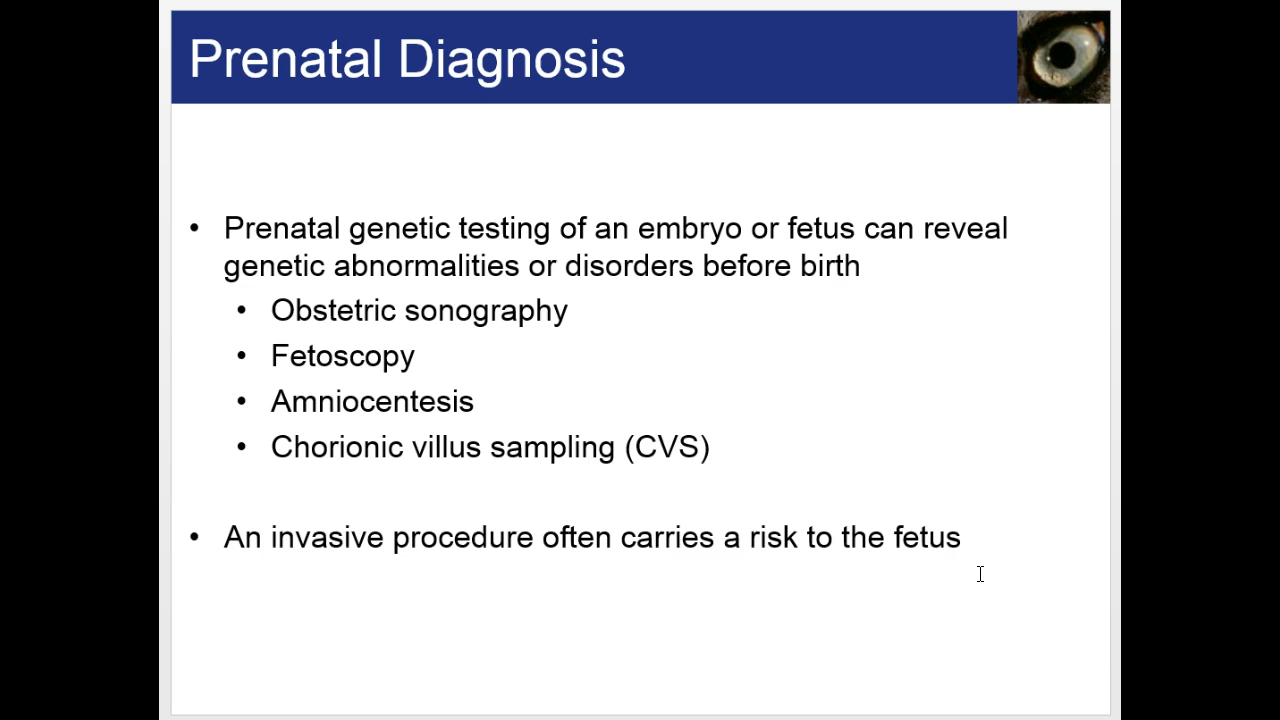 Prenatal Diagnosis
• Prenatal genetic testing of an embryo or fetus can reveal
genetic abnormalities or disorders before birth
• Obstetric sonography
• Fetoscopy
• Amniocentesis
• Chorionic villus sampling (CVS)
• An invasive procedure often carries a risk to the fetus